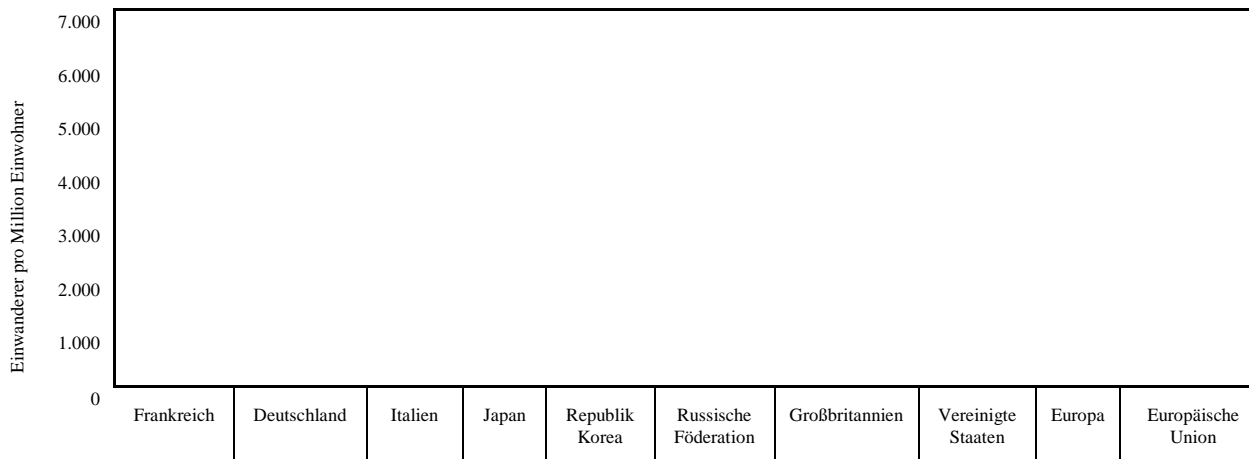 7.000
6.000
5.000
4.000
3.000
2.000
1.000
0
Einwanderer pro Million Einwohner
Frankreich
Deutschland
Italien
Japan
Republik
Korea
Russische
Föderation
Großbritannien
Vereinigte
Staaten
Europa
Europäische
Union